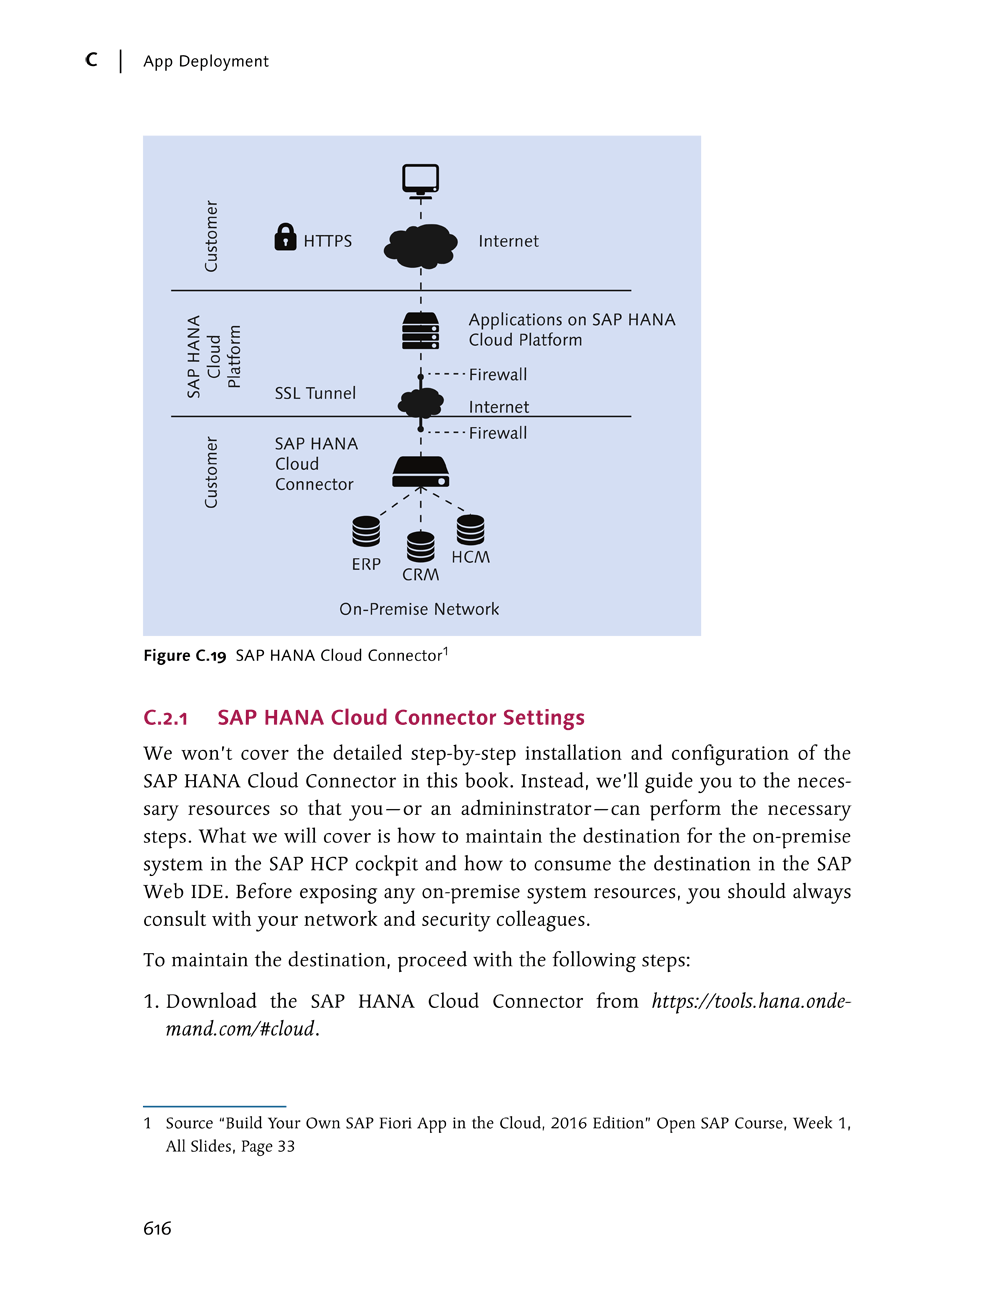 C | App Deployment
Customer
HTTPS
Internet
SAP HANA
Cloud
Platform
Applications on SAP HANA
Cloud Platform
Firewall
SSL Tunnel
Internet
Firewall
Customer
SAP HANA
Cloud
Connector
ERP
CRM
HCM
On-Premise Network
Figure C.19 SAP HANA Cloud Connector1
C.2.1 SAP HANA Cloud Connector Settings
We won't cover the detailed step-by-step installation and configuration of the
SAP HANA Cloud Connector in this book. Instead, we'll guide you to the neces-
sary resources so that you—or an admininstrator—can perform the necessary
steps. What we will cover is how to maintain the destination for the on-premise
system in the SAP HCP cockpit and how to consume the destination in the SAP
Web IDE. Before exposing any on-premise system resources, you should always
consult with your network and security colleagues.
To maintain the destination, proceed with the following steps:
1. Download the SAP HANA Cloud Connector from https://tools.hana.onde-
mand.com/#cloud.
1 Source “Build Your Own SAP Fiori App in the Cloud, 2016 Edition” Open SAP Course, Week 1,
All Slides, Page 33
616